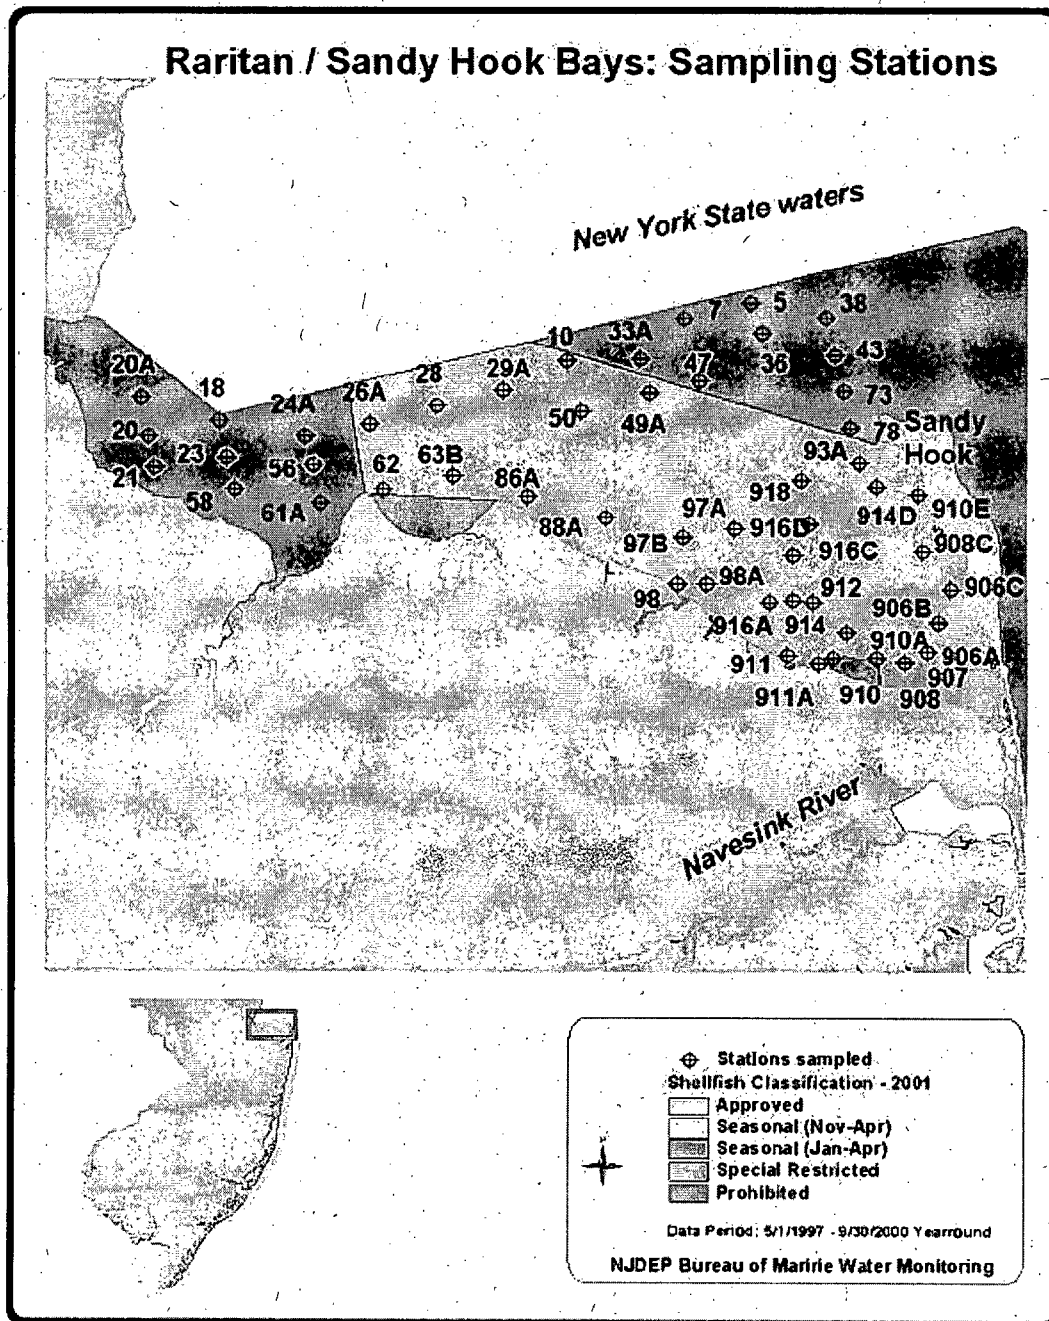 Raritan / Sandy Hook Bays: Sampling Stations
New York State waters
7
5
38
10
33A
20A
28
29A
47
36
43
18
24A
26A
73
50
49A
20
78
Sandy
Hook
23
56
62
63B
93A
21
86A
918
58
61A
97A
914D
910E
88A
916D
97B
916C
908C
98
98A
912
906C
906B
916A
914
910A
911
906A
907
911A
910
908
Navesink River
Stations sampled
Shellfish Classification - 2001
Approved
Seasonal (Nov-Apr)
Seasonal (Jan-Apr)
Special Restricted
Prohibited
Data Period: 5/1/1997 - 9/30/2000 Yearround
NJDEP Bureau of Marine Water Monitoring